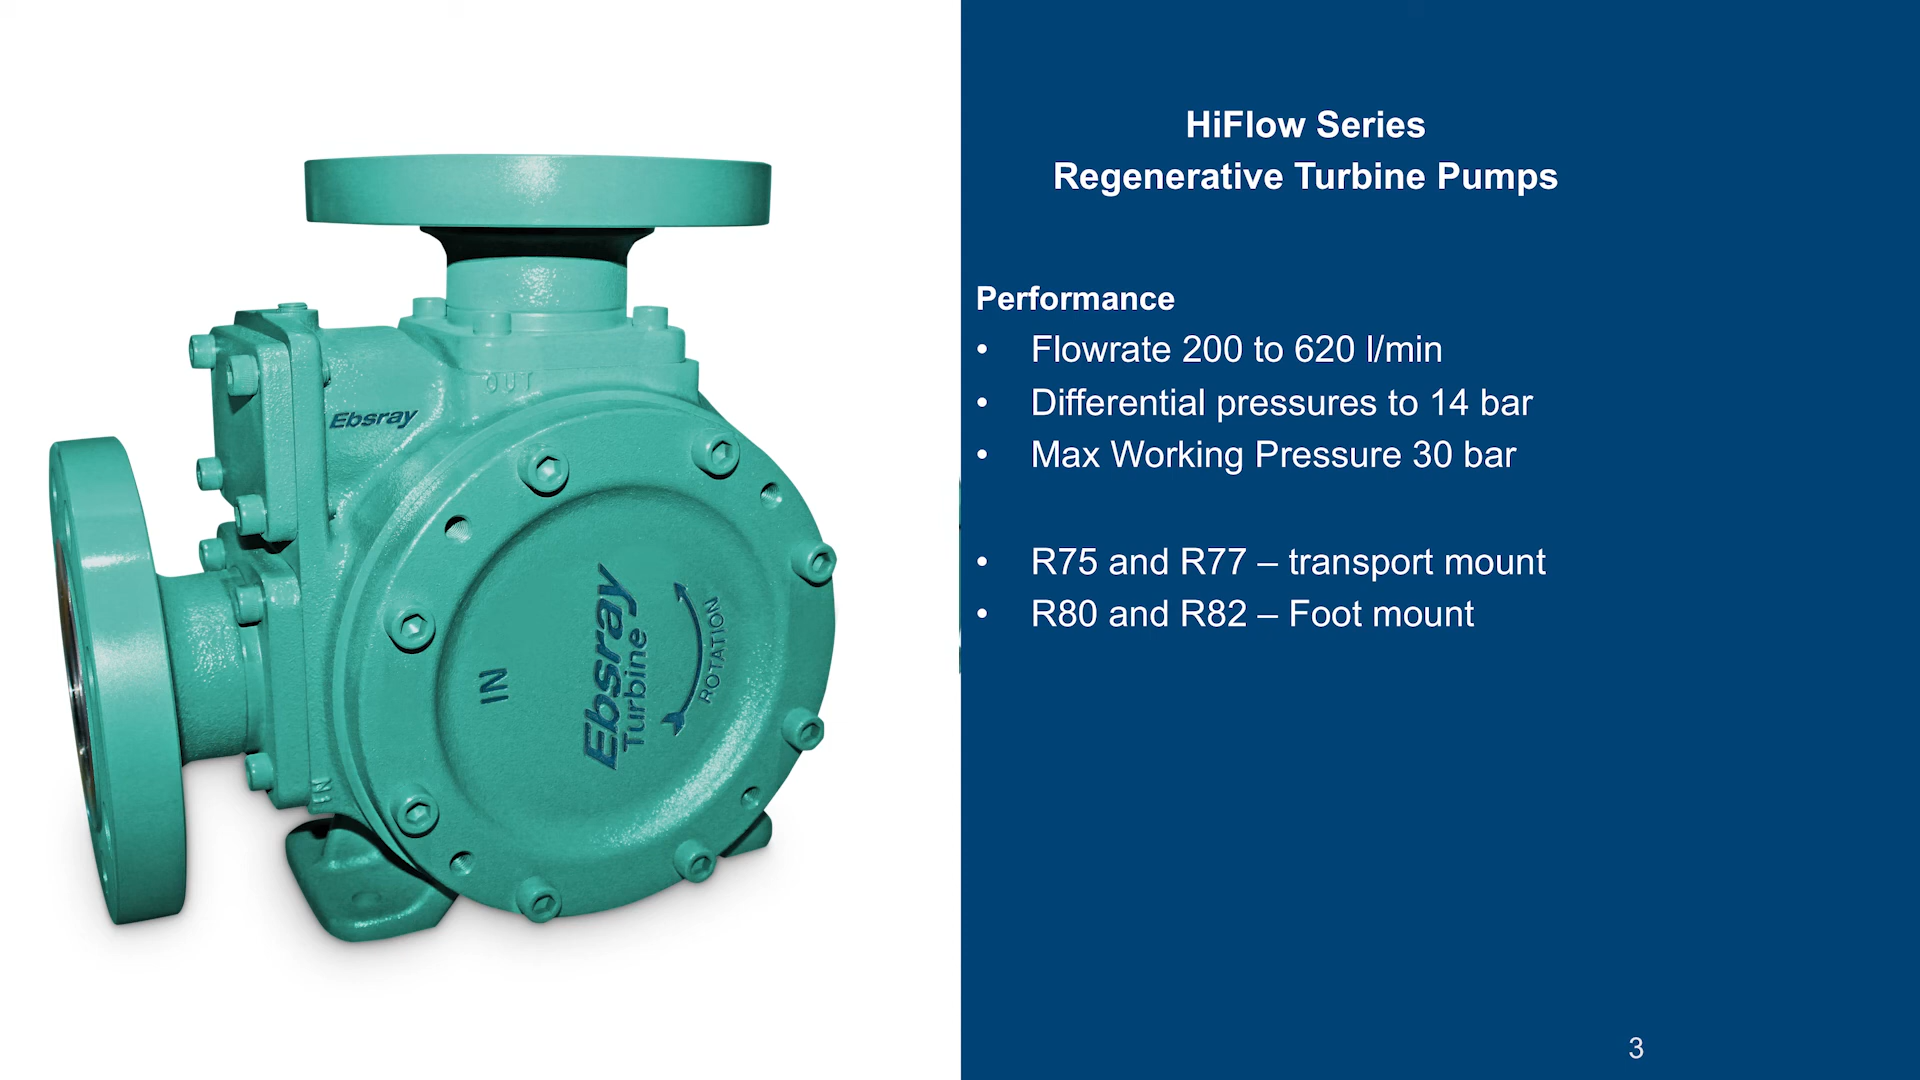 HiFlow Series
Regenerative Turbine Pumps
Performance
• Flowrate 200 to 620 l/min
• Differential pressures to 14 bar
• Max Working Pressure 30 bar
• R75 and R77 – transport mount
• R80 and R82 – Foot mount
3
OUT
Ebsray
IN
Ebsray
Turbine
ROTATION
IN